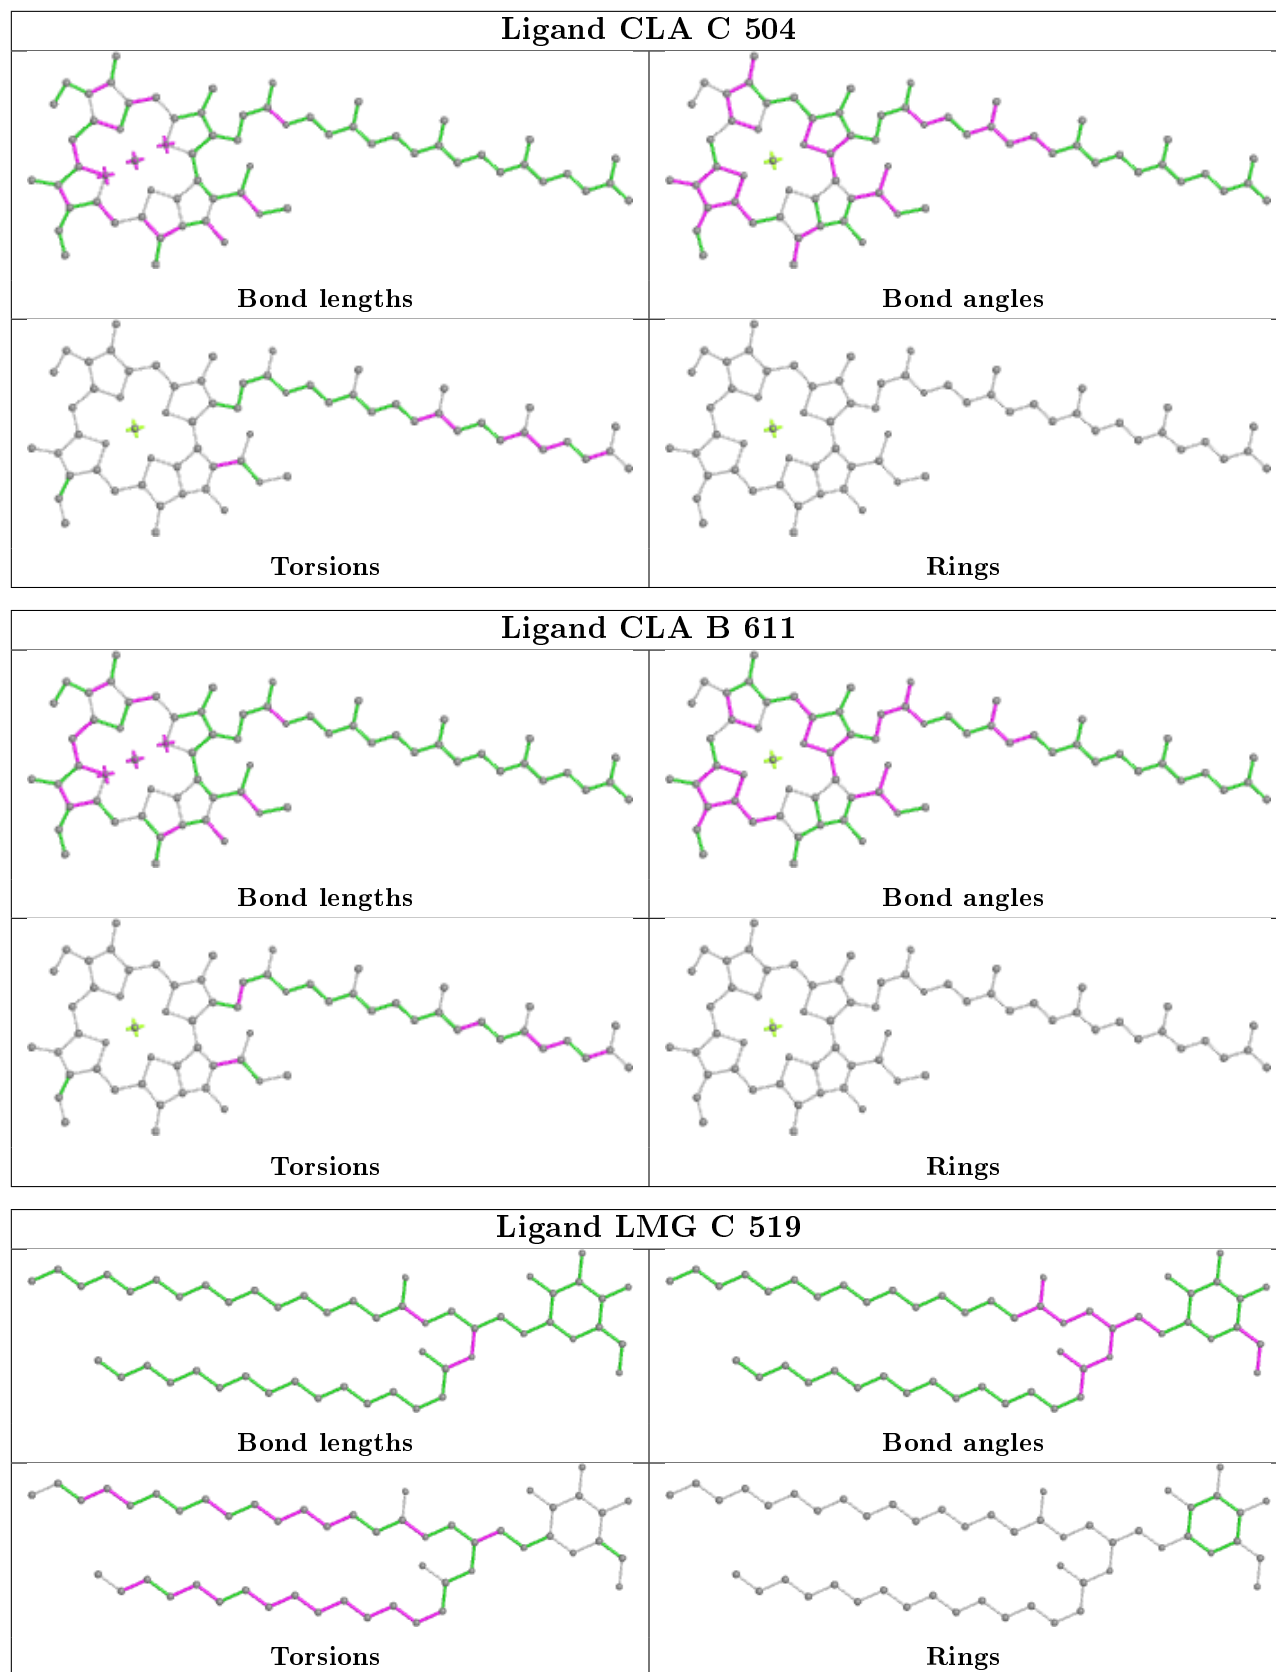 Ligand CLA C 504
Bond lengths
Bond angles
Torsions
Rings
Ligand CLA B 611
Bond lengths
Bond angles
Torsions
Rings
Ligand LMG C 519
Bond lengths
Bond angles
Torsions
Rings